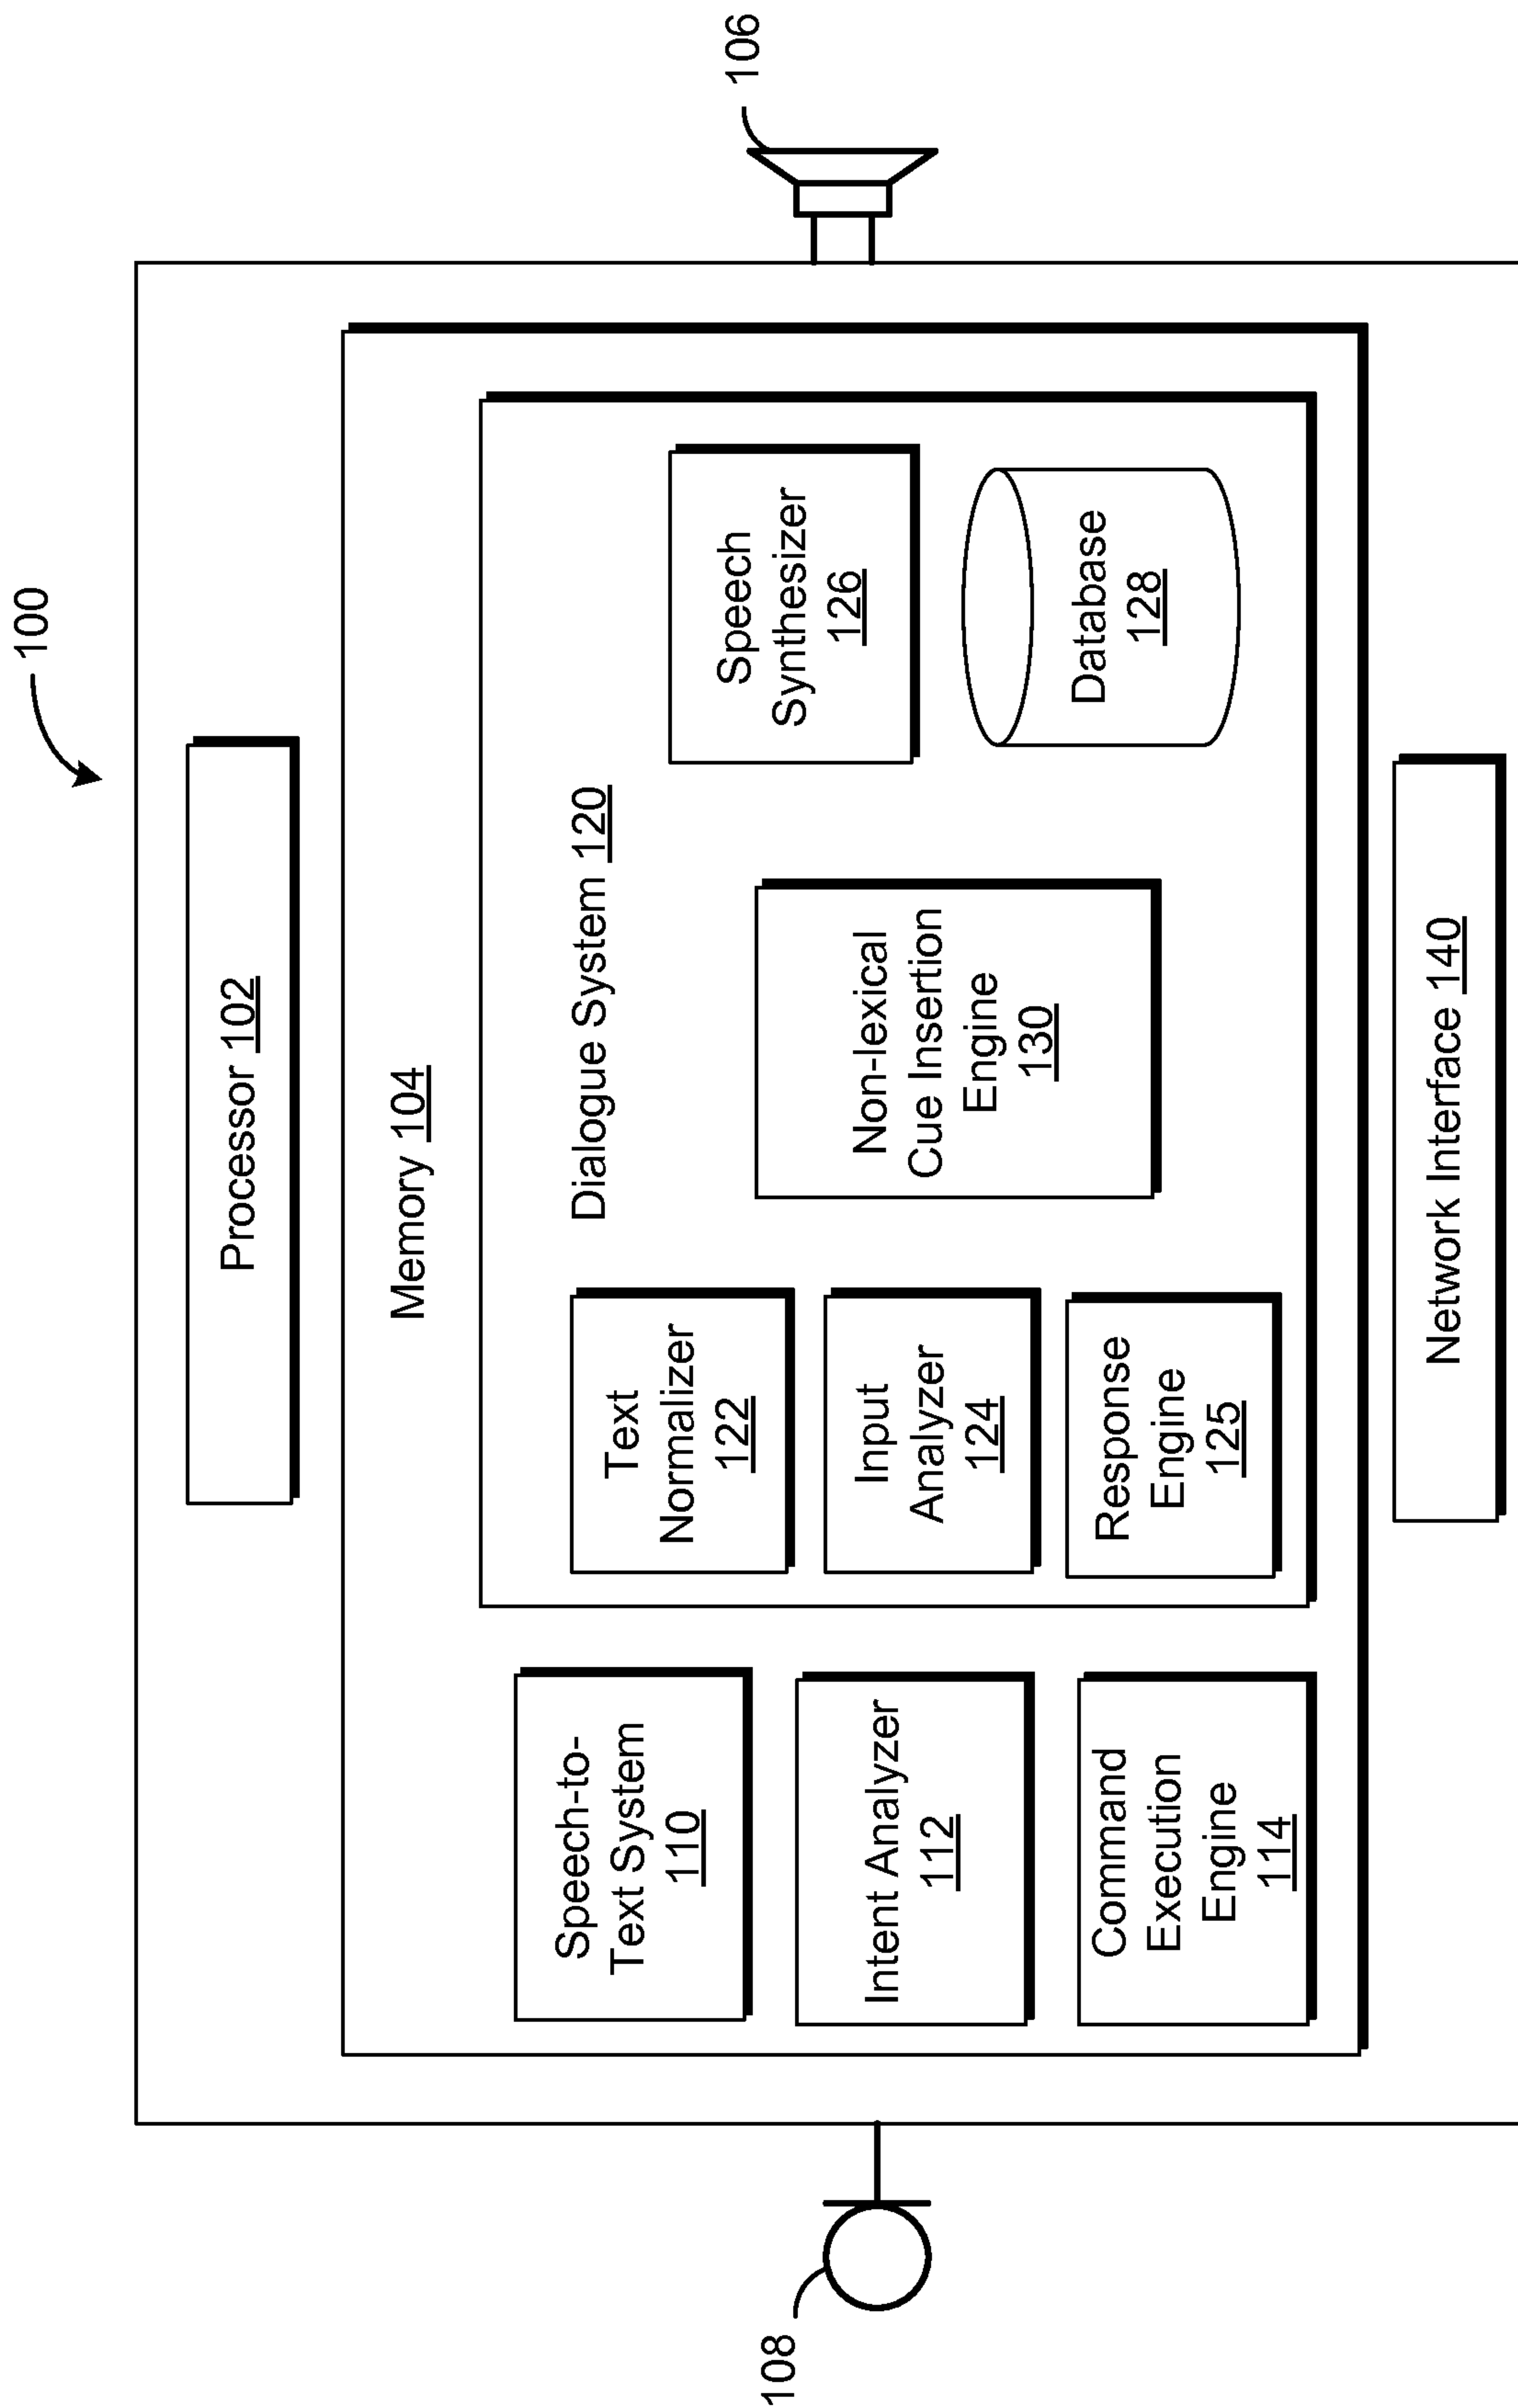 100
Processor 102
Memory 104
Dialogue System 120
Speech-to-
Text System
110
Text
Normalizer
122
Speech
Synthesizer
126
106
108
Intent Analyzer
112
Input
Analyzer
124
Non-lexical
Cue Insertion
Engine
130
Database
128
Command
Execution
Engine
114
Response
Engine
125
Network Interface 140